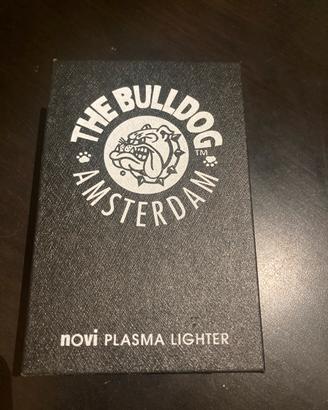 THE BULLDOG
TM
AMSTERDAM
novi PLASMA LIGHTER